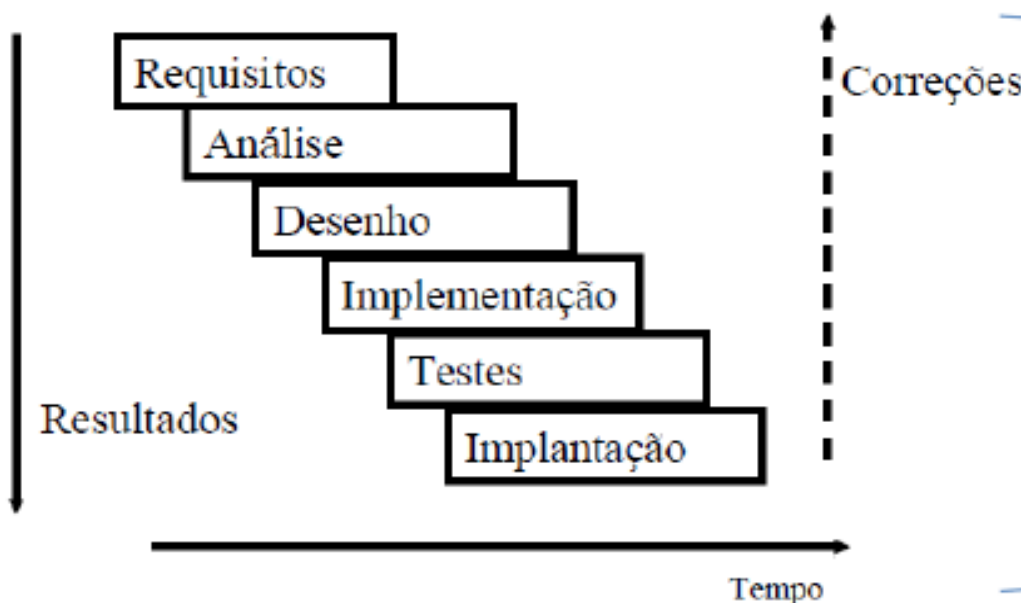 Requisitos
Correções
Análise
Desenho
Implementação
Testes
Resultados
Implantação
Tempo